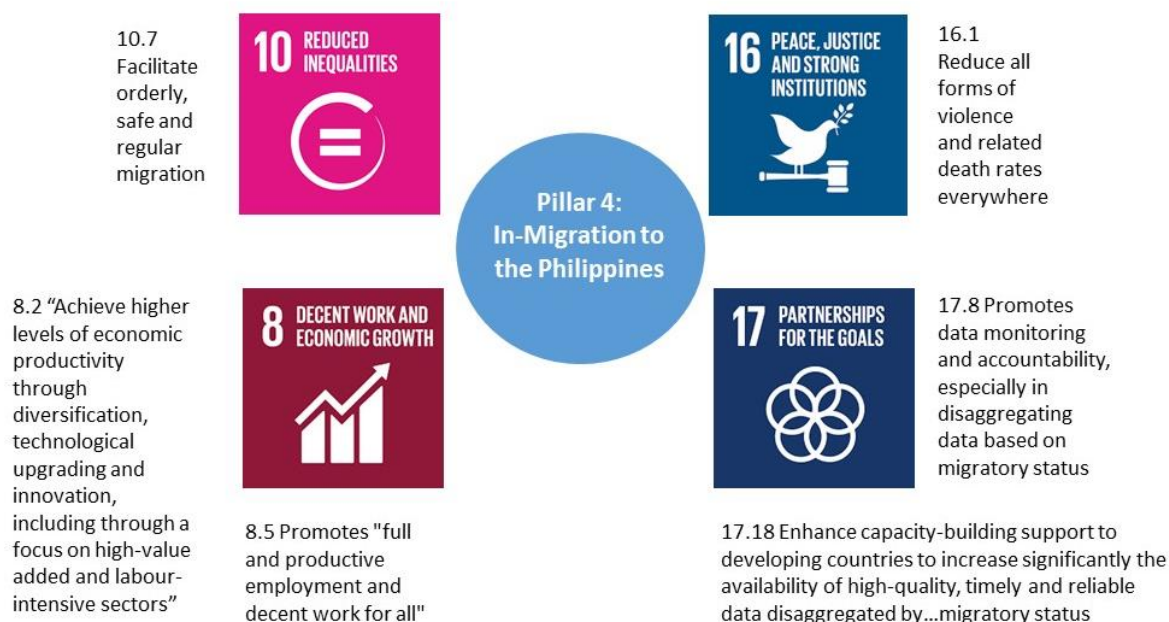 10.7
Facilitate
orderly,
safe and
regular
migration
10 REDUCED
INEQUALITIES
16 PEACE, JUSTICE
AND STRONG
INSTITUTIONS
16.1
Reduce all
forms of
violence
and related
death rates
everywhere
Pillar 4:
In-Migration to
the Philippines
8.2 “Achieve higher
levels of economic
productivity
through
diversification,
technological
upgrading and
innovation,
including through a
focus on high-value
added and labour-
intensive sectors”
8 DECENT WORK AND
ECONOMIC GROWTH
8.5 Promotes "full
and productive
employment and
decent work for all"
17 PARTNERSHIPS
FOR THE GOALS
17.8 Promotes
data monitoring
and accountability,
especially in
disaggregating
data based on
migratory status
17.18 Enhance capacity-building support to
developing countries to increase significantly the
availability of high-quality, timely and reliable
data disaggregated by...migratory status